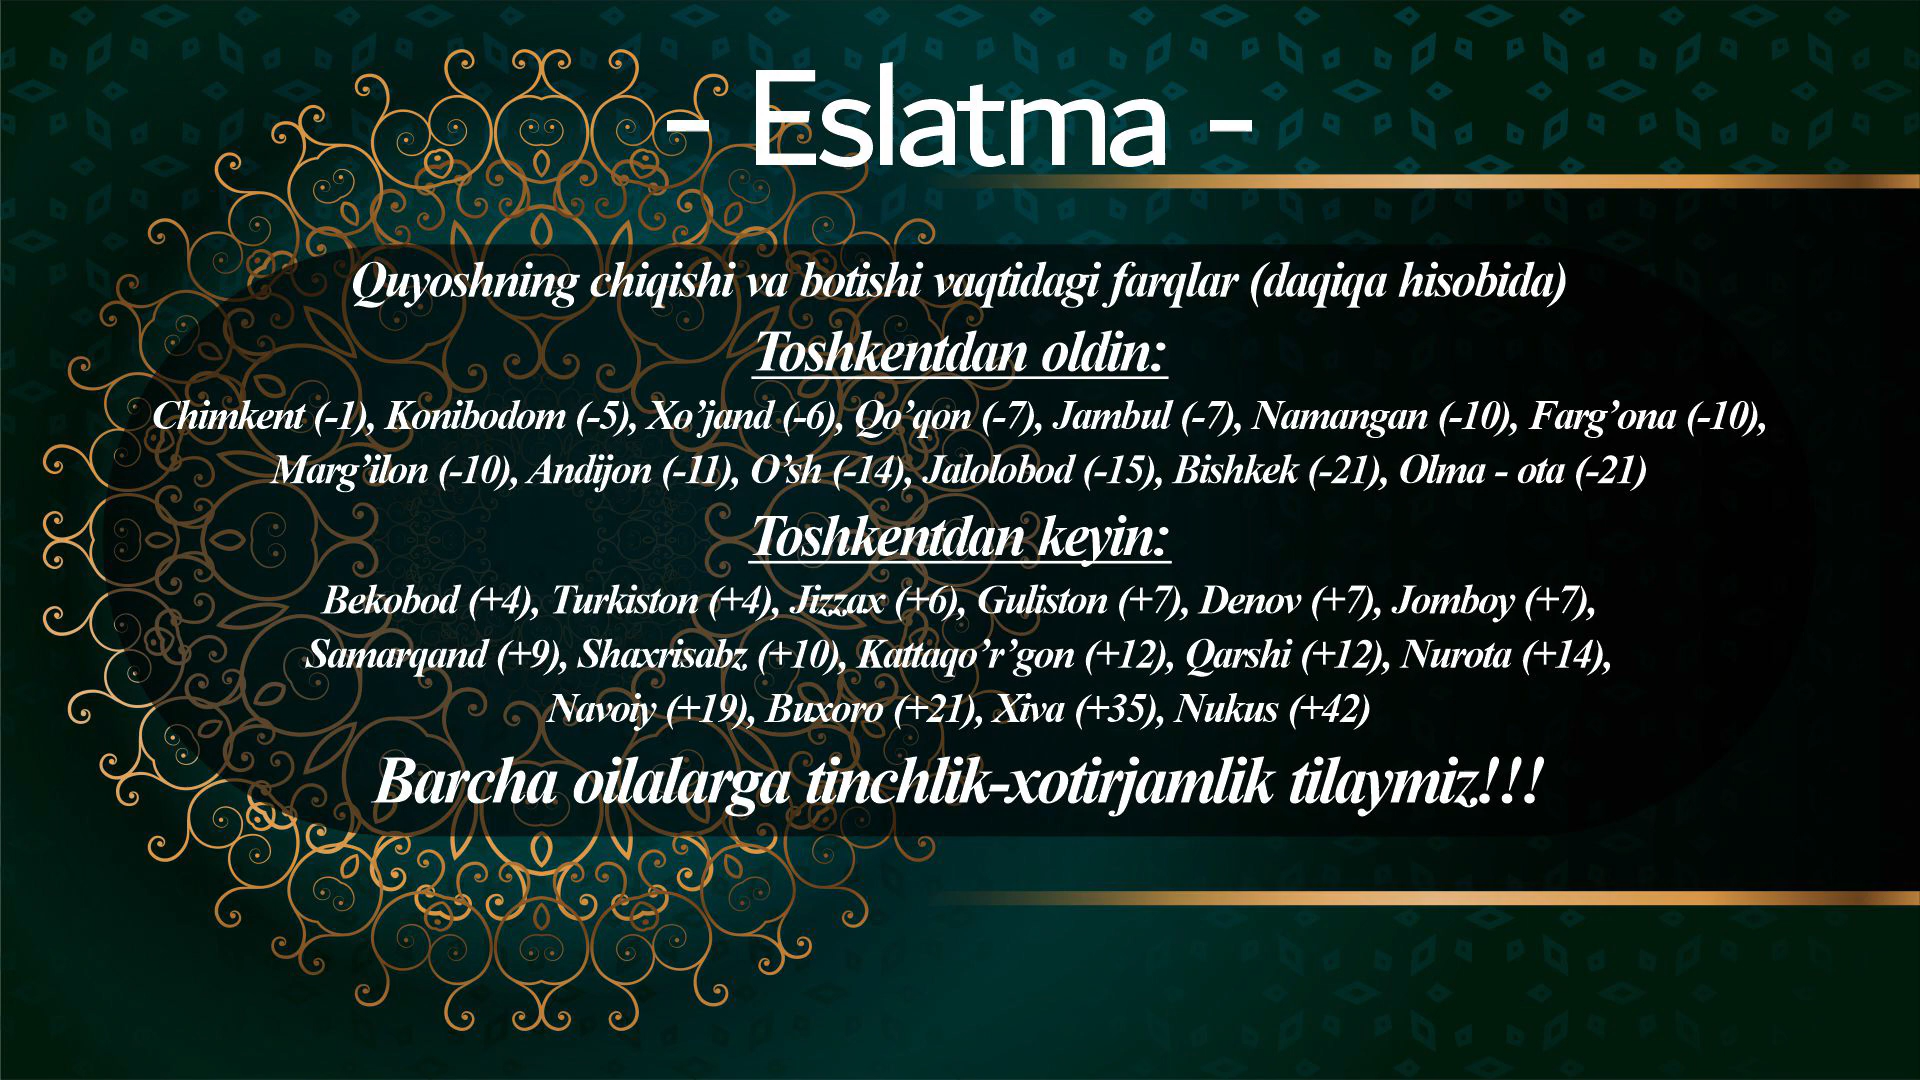 - Eslatma -
Quyoshning chiqishi va botishi vaqtidagi farqlar (daqiqa hisobida)
Toshkentdan oldin:
Chimkent (-1), Konibodom (-5), Xo’jand (-6), Qo’qon (-7), Jambul (-7), Namangan (-10), Farg’ona (-10),
Marg’ilon (-10), Andijon (-11), O’sh (-14), Jalolobod (-15), Bishkek (-21), Olma - ota (-21)
Toshkentdan keyin:
Bekobod (+4), Turkiston (+4), Jizzax (+6), Guliston (+7), Denov (+7), Jomboy (+7),
Samarqand (+9), Shaxrisabz (+10), Kattaqo’r’gon (+12), Qarshi (+12), Nurota (+14),
Navoiy (+19), Buxoro (+21), Xiva (+35), Nukus (+42)
Barcha oilalarga tinchlik-xotirjamlik tilaymiz!!!